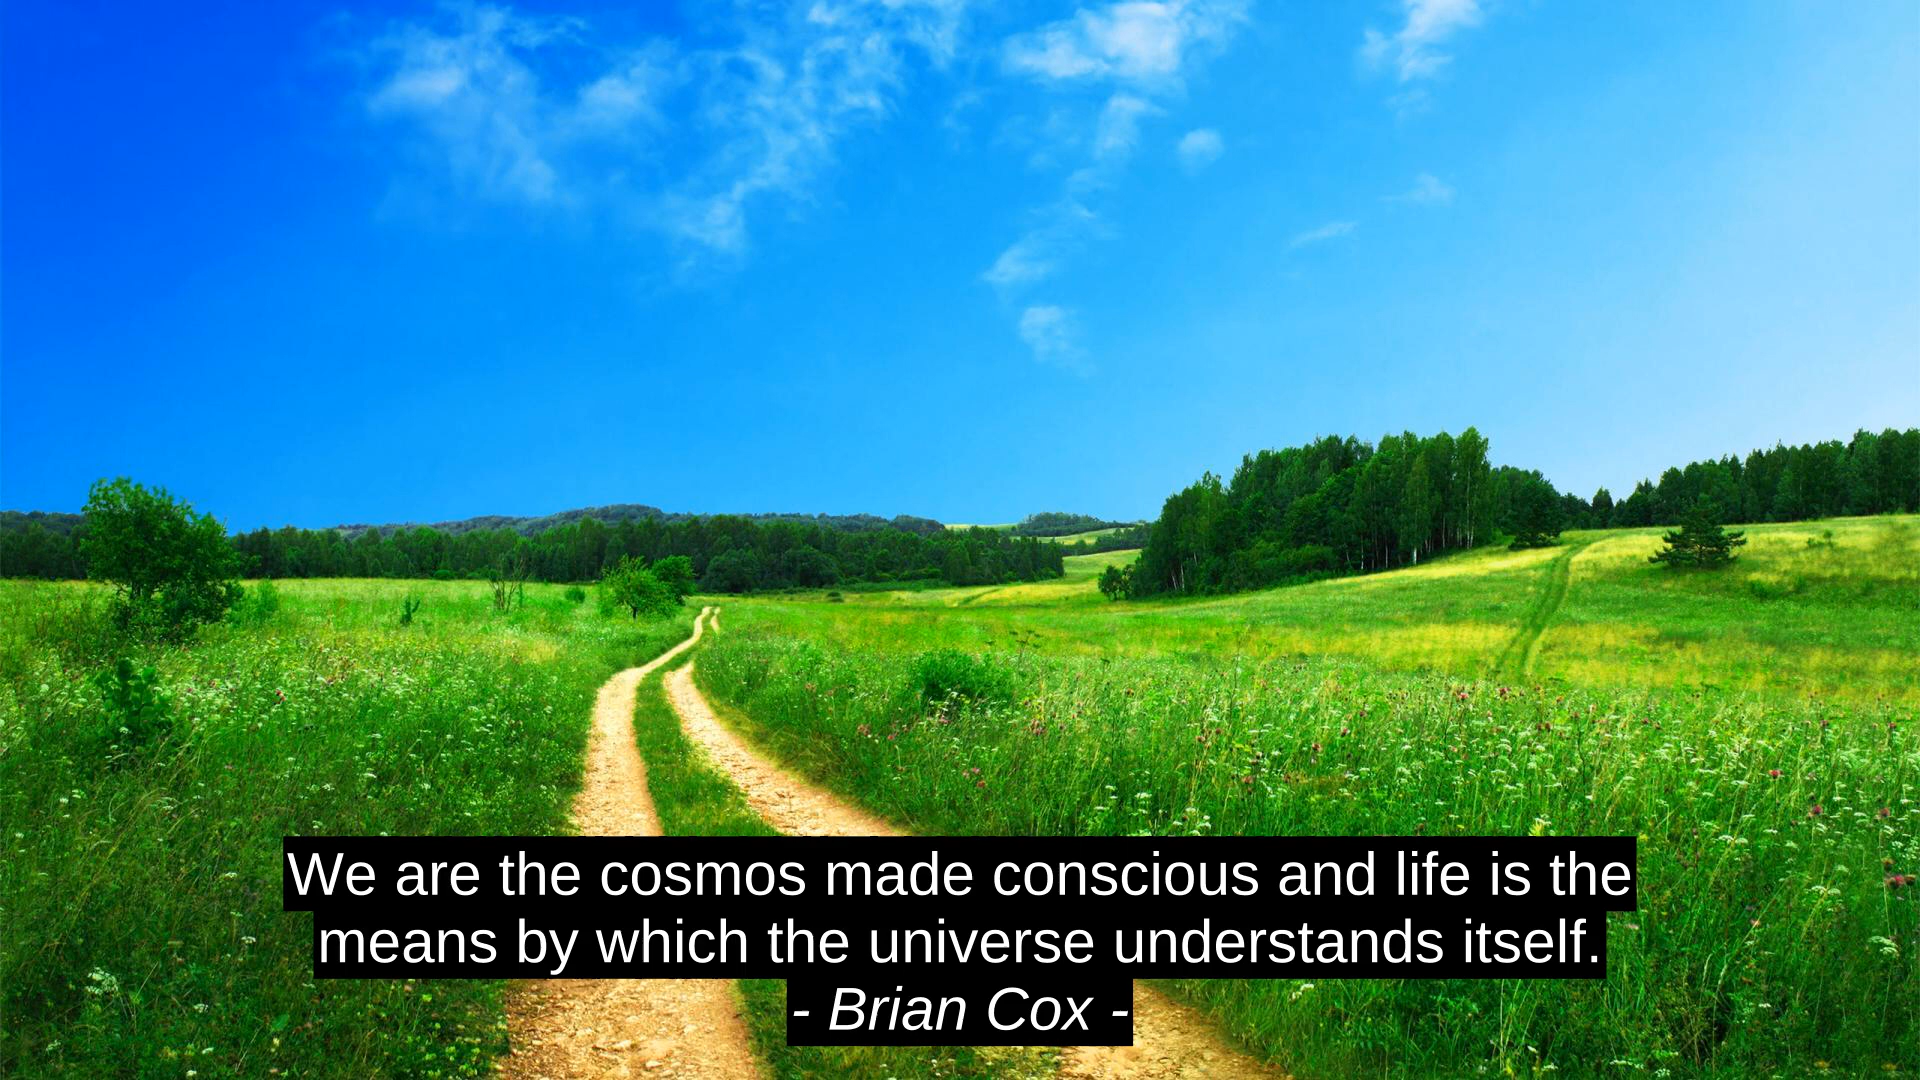 We are the cosmos made conscious and life is the
means by which the universe understands itself.
- Brian Cox -